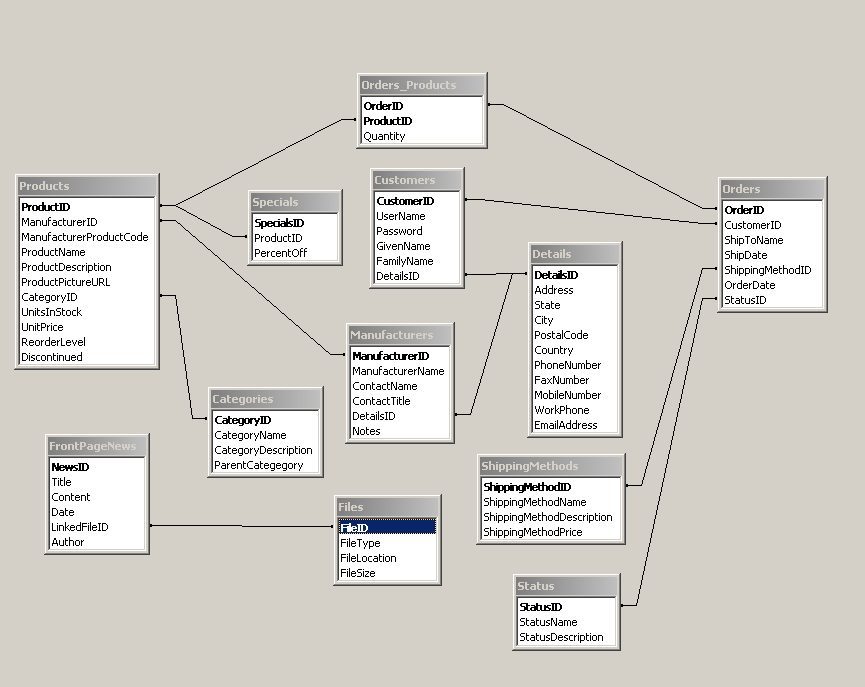 Orders_Products
OrderID
ProductID
Quantity
Products
ProductID
ManufacturerID
ManufacturerProductCode
ProductName
ProductDescription
ProductPictureURL
CategoryID
UnitsInStock
UnitPrice
ReorderLevel
Discontinued
Specials
SpecialsID
ProductID
PercentOff
Customers
CustomerID
UserName
Password
GivenName
FamilyName
DetailsID
Orders
OrderID
CustomerID
ShipToName
ShipDate
ShippingMethodID
OrderDate
StatusID
Details
DetailsID
Address
State
City
PostalCode
Country
PhoneNumber
FaxNumber
MobileNumber
WorkPhone
EmailAddress
Manufacturers
ManufacturerID
ManufacturerName
ContactName
ContactTitle
DetailsID
Notes
Categories
CategoryID
CategoryName
CategoryDescription
ParentCategegory
FrontPageNews
NewsID
Title
Content
Date
LinkedFileID
Author
Files
FileID
FileType
FileLocation
FileSize
ShippingMethods
ShippingMethodID
ShippingMethodName
ShippingMethodDescription
ShippingMethodPrice
Status
StatusID
StatusName
StatusDescription